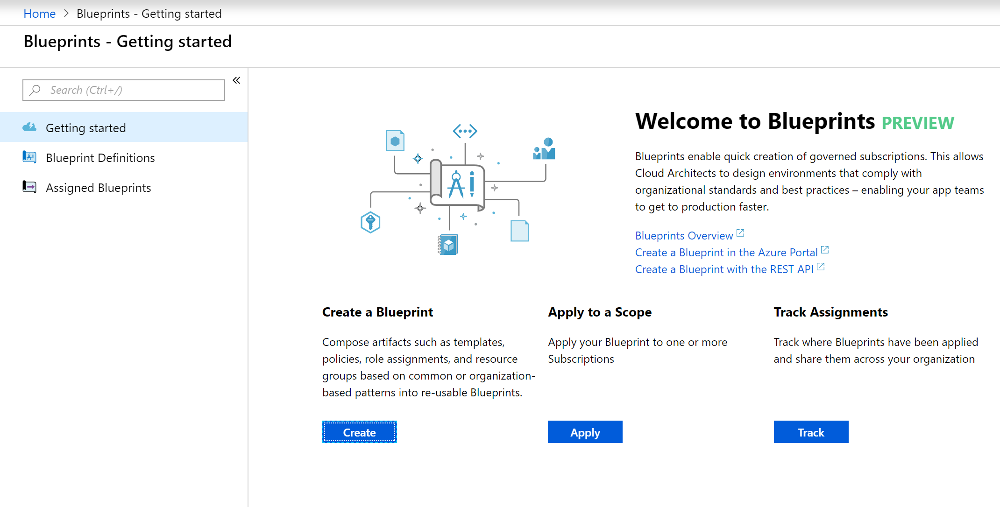 Home > Blueprints - Getting started
Blueprints - Getting started
Search (Ctrl+/)
Getting started
Blueprint Definitions
Assigned Blueprints
Welcome to Blueprints PREVIEW
Blueprints enable quick creation of governed subscriptions. This allows
Cloud Architects to design environments that comply with
organizational standards and best practices – enabling your app teams
to get to production faster.
Blueprints Overview
Create a Blueprint in the Azure Portal
Create a Blueprint with the REST API
Create a Blueprint
Compose artifacts such as templates,
policies, role assignments, and resource
groups based on common or organization-
based patterns into re-usable Blueprints.
Create
Apply to a Scope
Apply your Blueprint to one or more
Subscriptions
Apply
Track Assignments
Track where Blueprints have been applied
and share them across your organization
Track